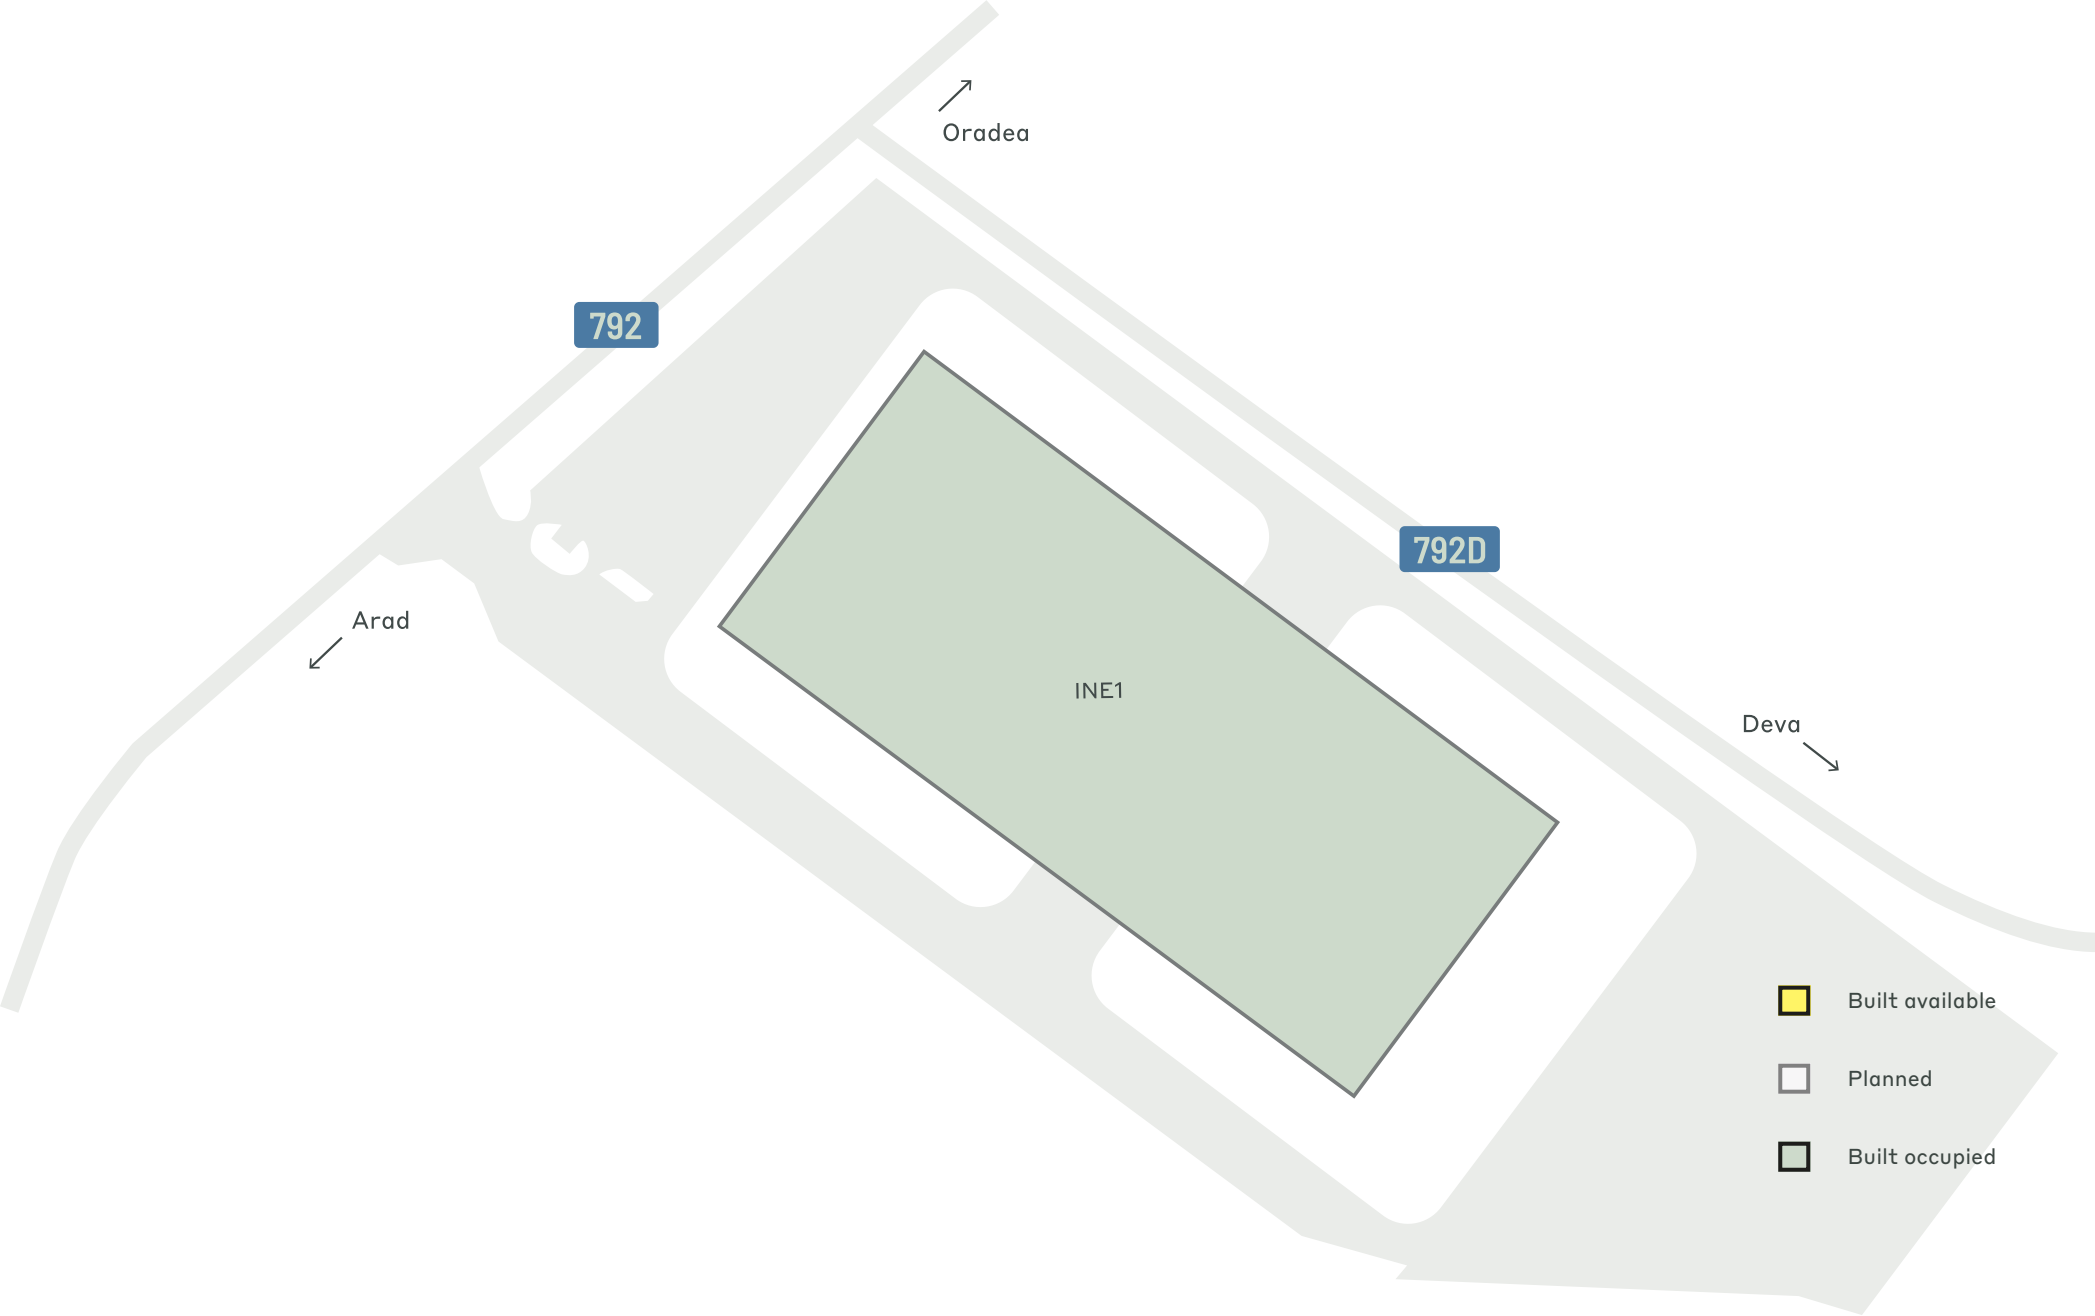 Oradea
792
792D
Arad
INE1
Deva
Built available
Planned
Built occupied